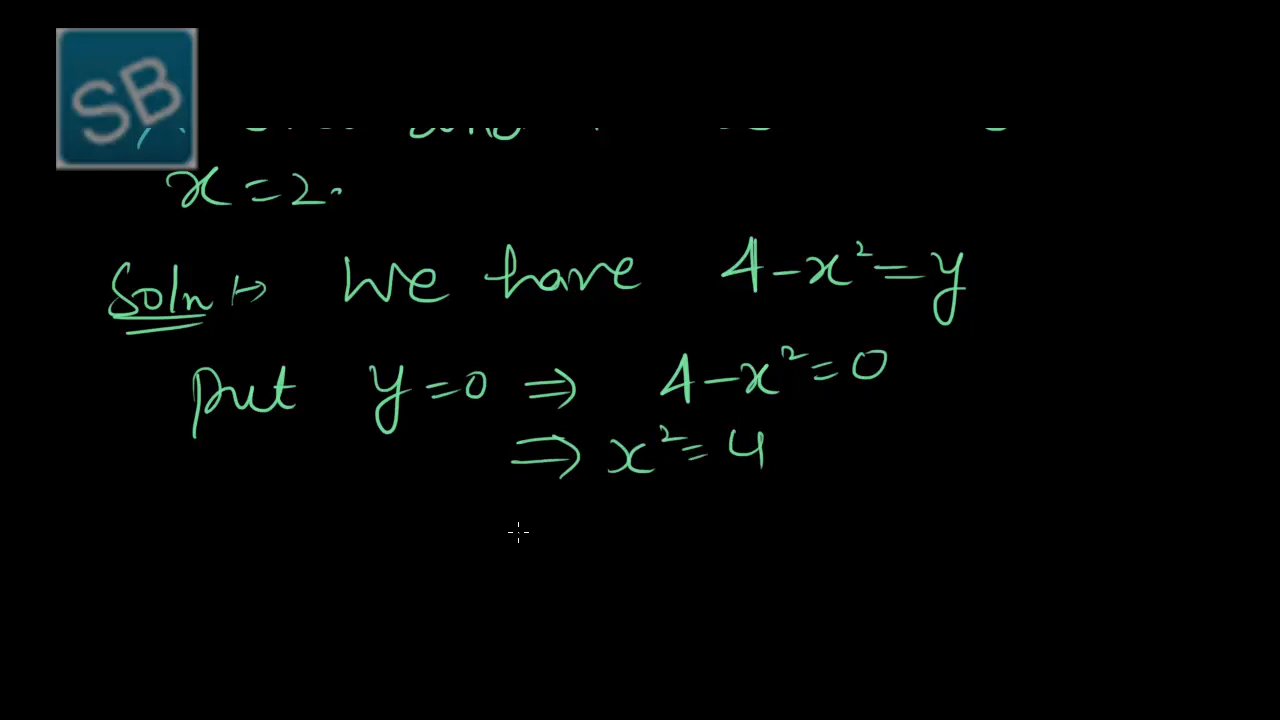 SB
x = 2.
Soln :→ We have 4 - x² = y
Put y = 0 ⇒ 4 - x² = 0
⇒ x² = 4